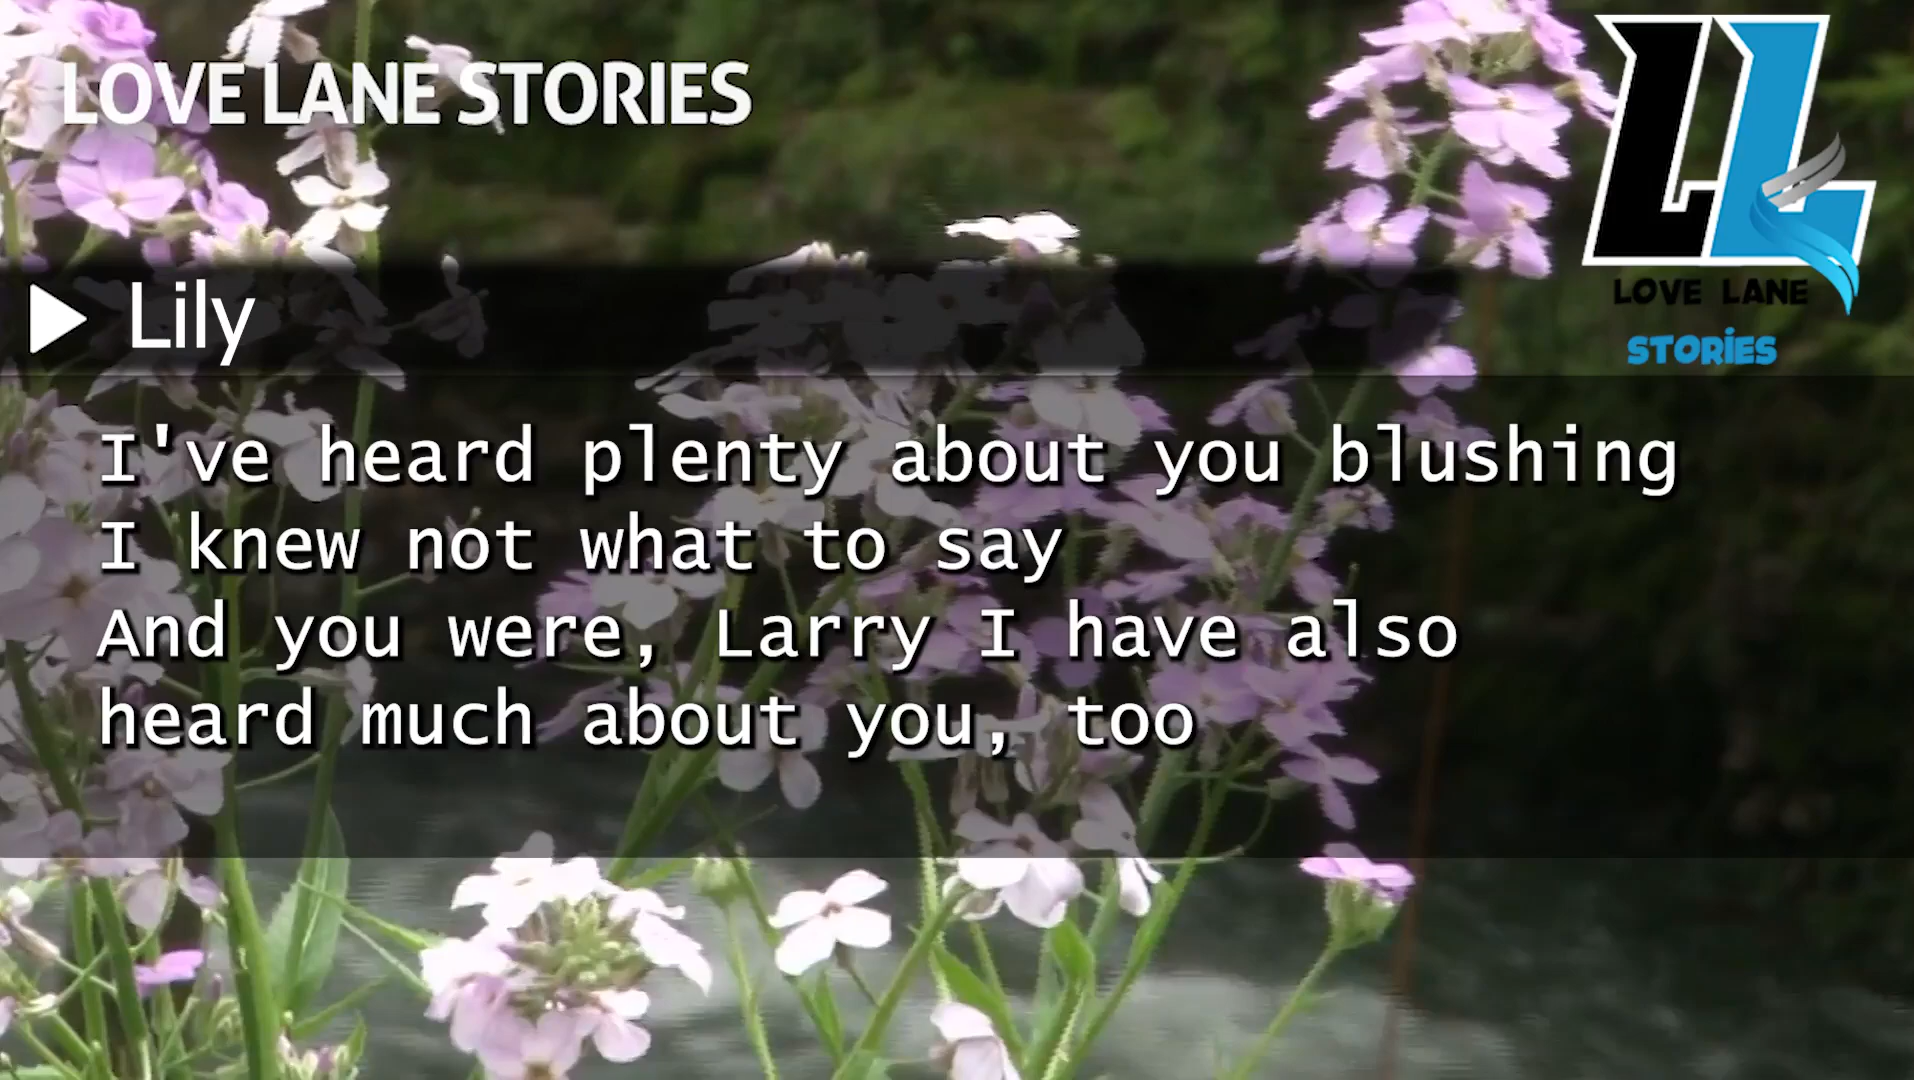 LOVE LANE STORIES
LL
LOVE LANE
STORIES
Lily
I've heard plenty about you blushing
I knew not what to say
And you were, Larry I have also
heard much about you, too